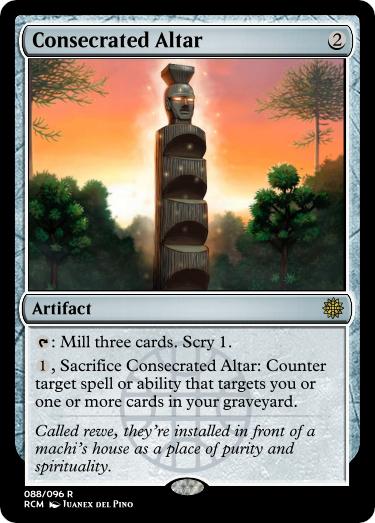 Consecrated Altar 2
Artifact
: Mill three cards. Scry 1.
1, Sacrifice Consecrated Altar: Counter
target spell or ability that targets you or
one or more cards in your graveyard.
Called rewe, they're installed in front of a
machi's house as a place of purity and
spirituality.
088/096 R
RCM Juanex del Pino